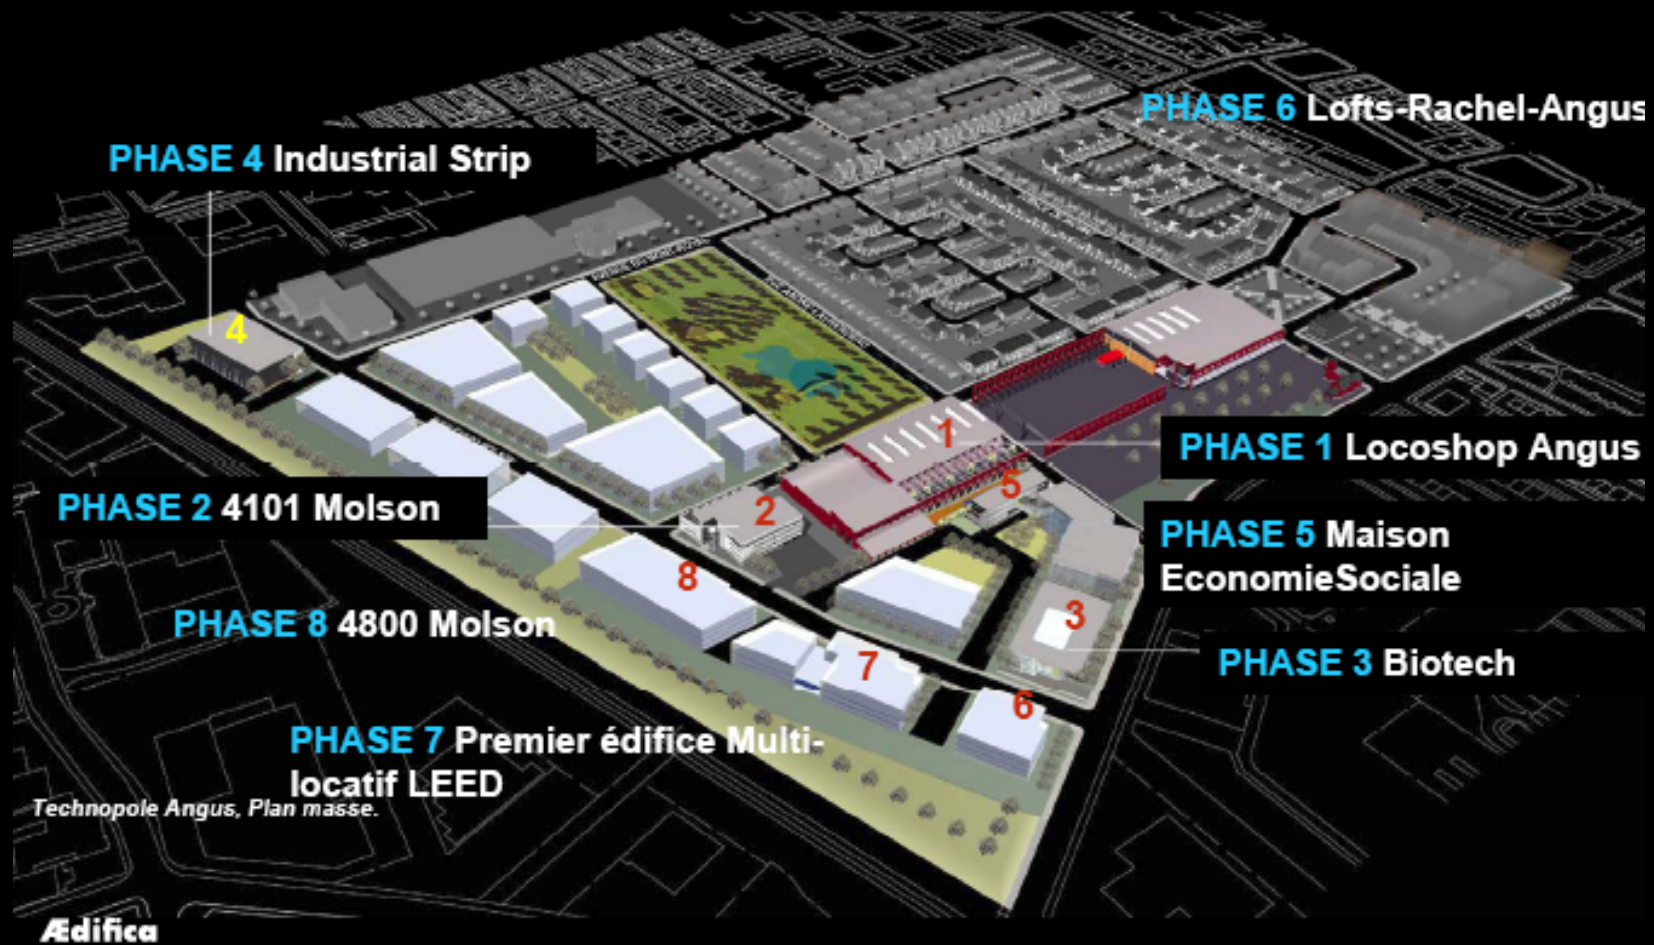 PHASE 6 Lofts-Rachel-Angus
PHASE 4 Industrial Strip
4
1
PHASE 1 Locoshop Angus
PHASE 2 4101 Molson
2
5
PHASE 5 Maison
EconomieSociale
8
3
PHASE 8 4800 Molson
7
PHASE 3 Biotech
6
PHASE 7 Premier édifice Multi-
locatif LEED
Technopole Angus, Plan masse.
Ædifica